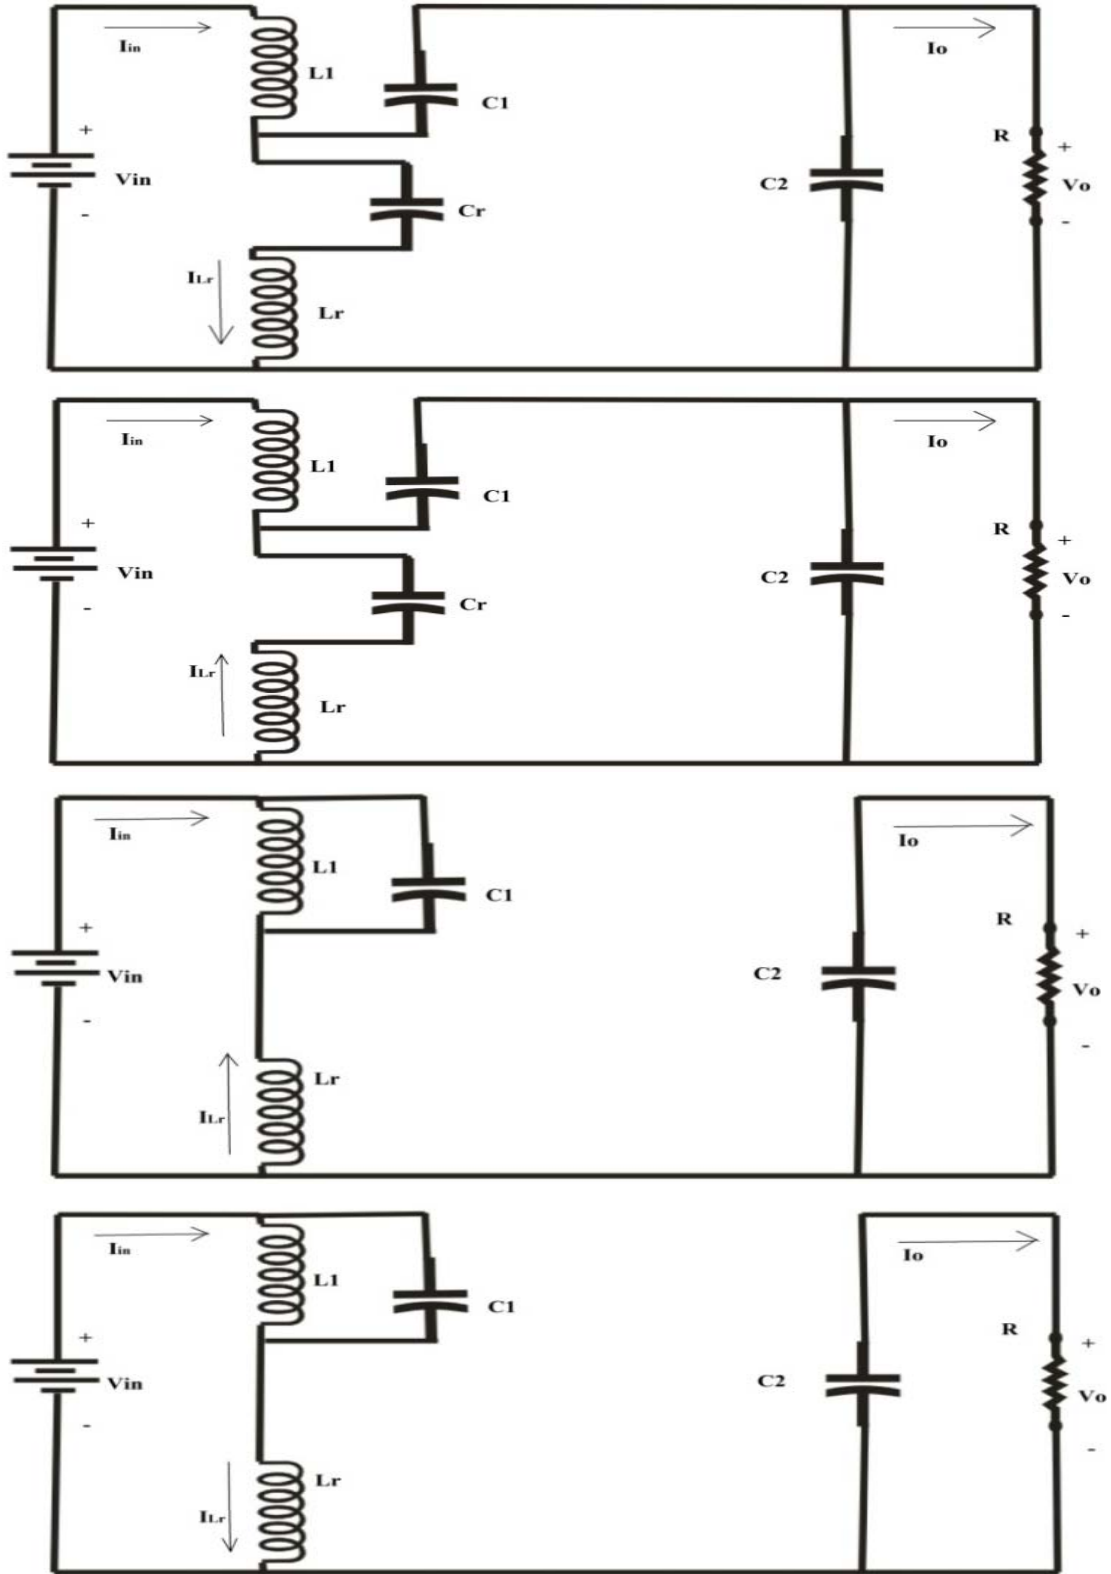 Iin
L1
C1
Io
+
R
+
Vin
C2
Vo
-
Cr
-
ILr
Lr
Iin
Io
L1
C1
+
R
+
Vin
C2
Vo
-
Cr
-
ILr
Lr
Iin
Io
L1
C1
R
+
+
Vin
C2
Vo
-
-
Lr
ILr
Iin
Io
L1
C1
R
+
+
Vin
C2
Vo
-
-
Lr
ILr